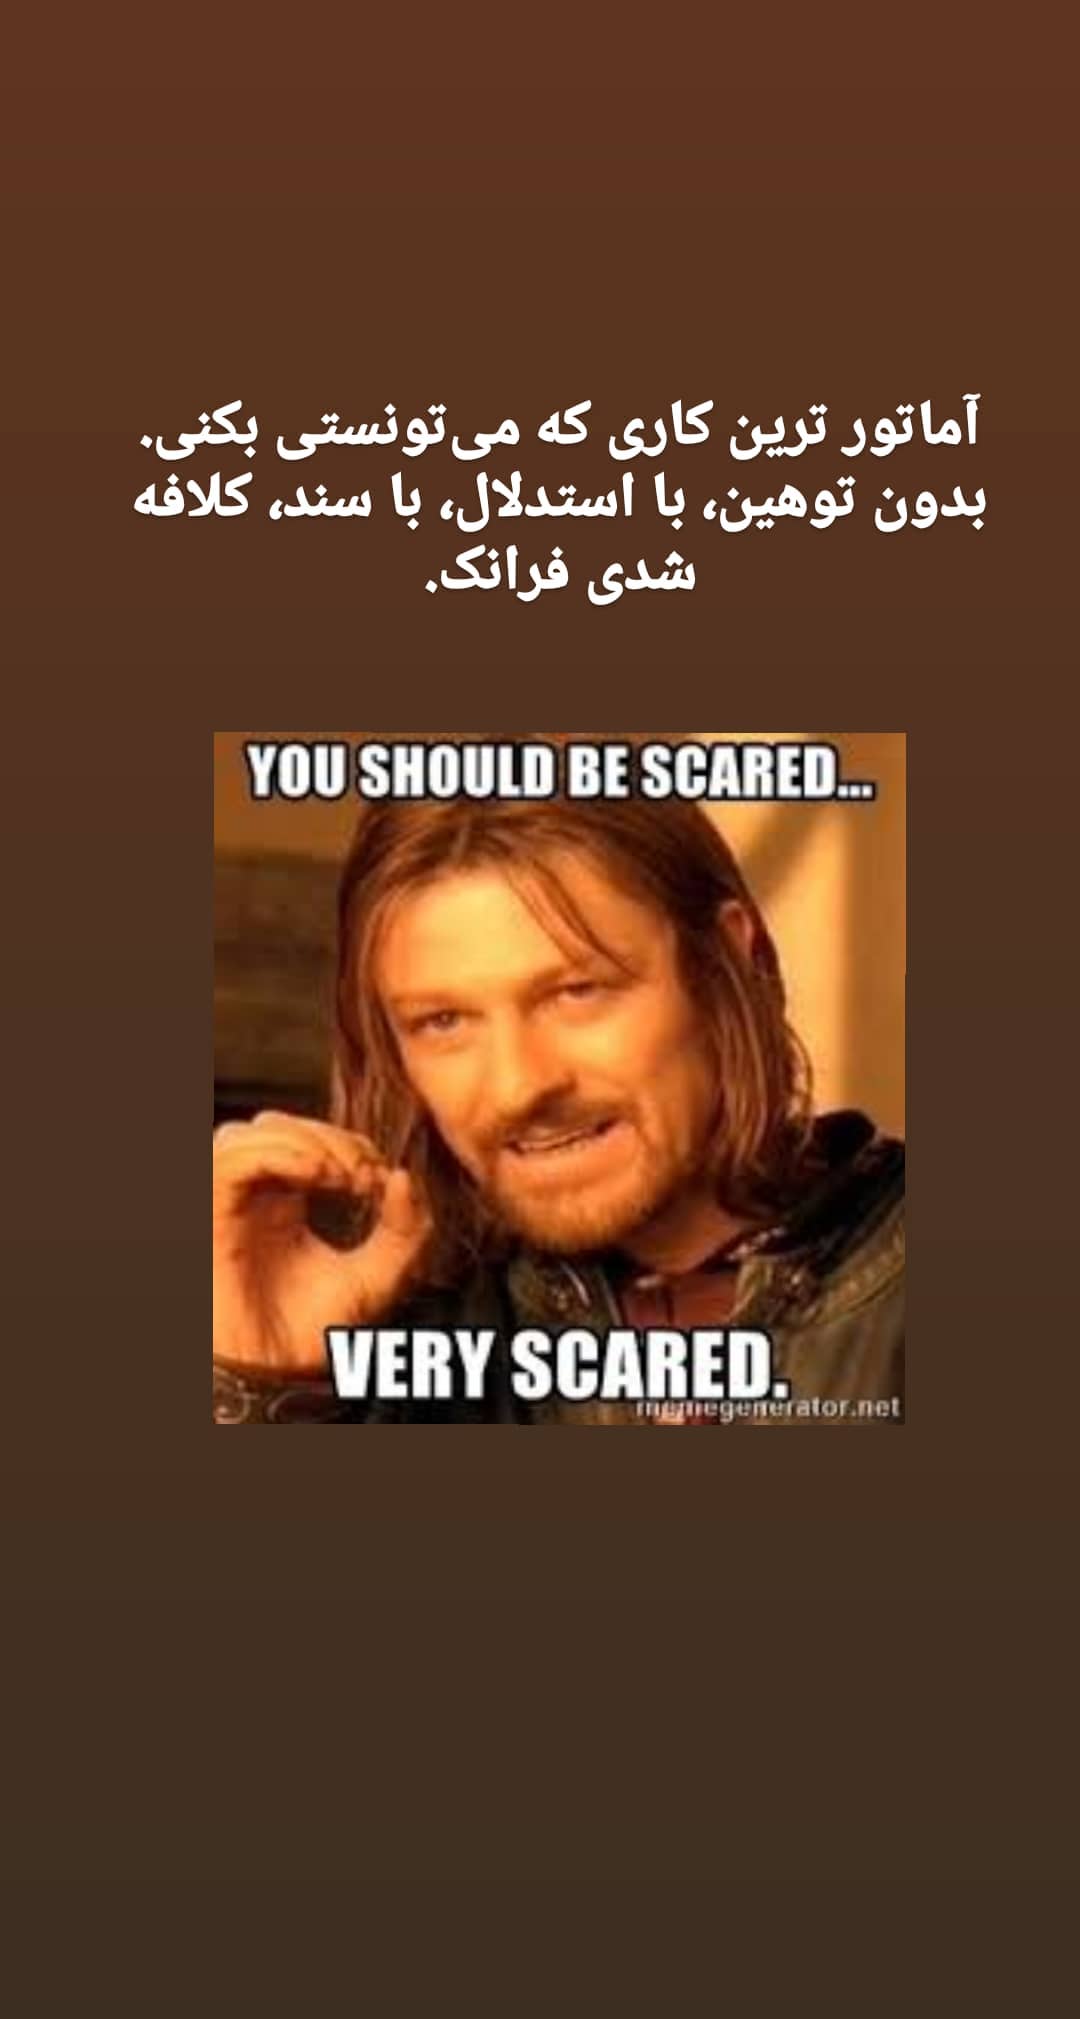 آماتور ترین کاری که می‌تونستی بکنی.
بدون توهین، با استدلال، با سند، کلافه
شدی فرانک.
YOU SHOULD BE SCARED...
VERY SCARED.
memegenerator.net